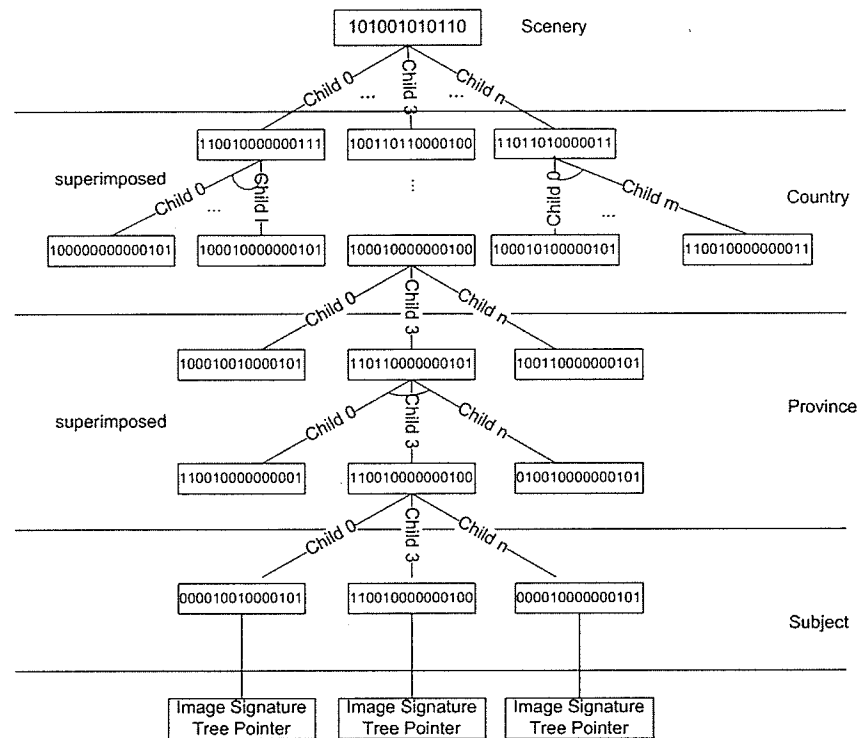 101001010110
Scenery
Child 0
...
Child 3
...
Child n
110010000000111
100110110000100
11011010000011
superimposed
Child 0
...
Child l
...
Child 0
...
Child m
Country
1000000000000101
100010000000101
100010000000100
100010100000101
110010000000011
Child 0
Child 3
Child n
100010010000101
110110000000101
100110000000101
Province
superimposed
Child 0
Child 3
Child n
110010000000001
110010000000100
010010000000101
Child 0
Child 3
Child n
000010010000101
110010000000100
000010000000101
Subject
Image Signature
Tree Pointer
Image Signature
Tree Pointer
Image Signature
Tree Pointer